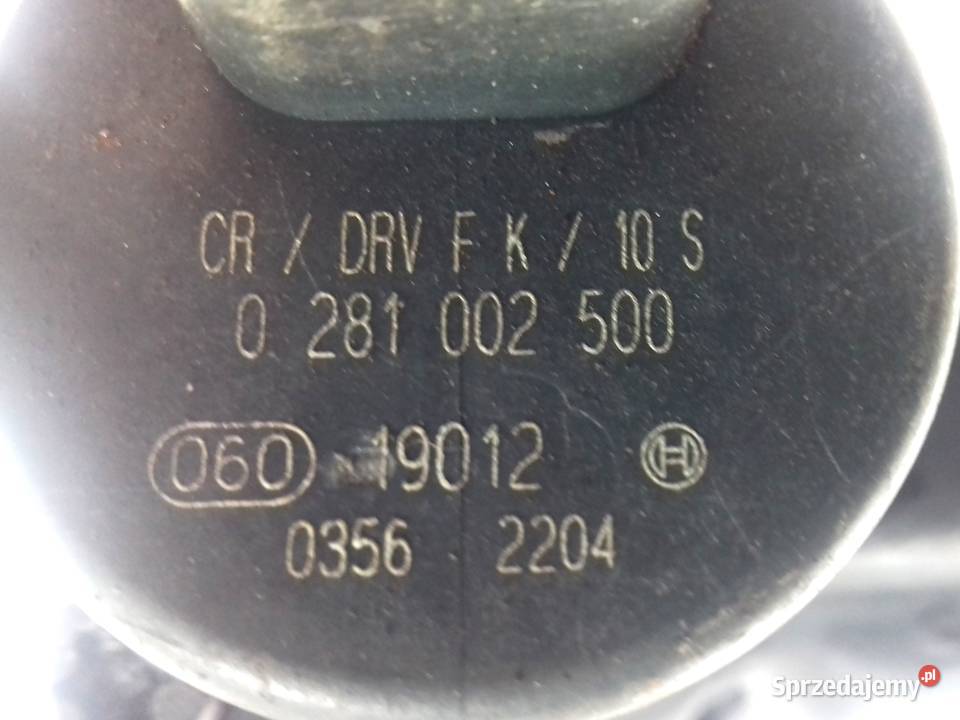 CR / DRV F K / 10 S
0 281 002 500
060 19012
0356 2204
Sprzedajemy.pl